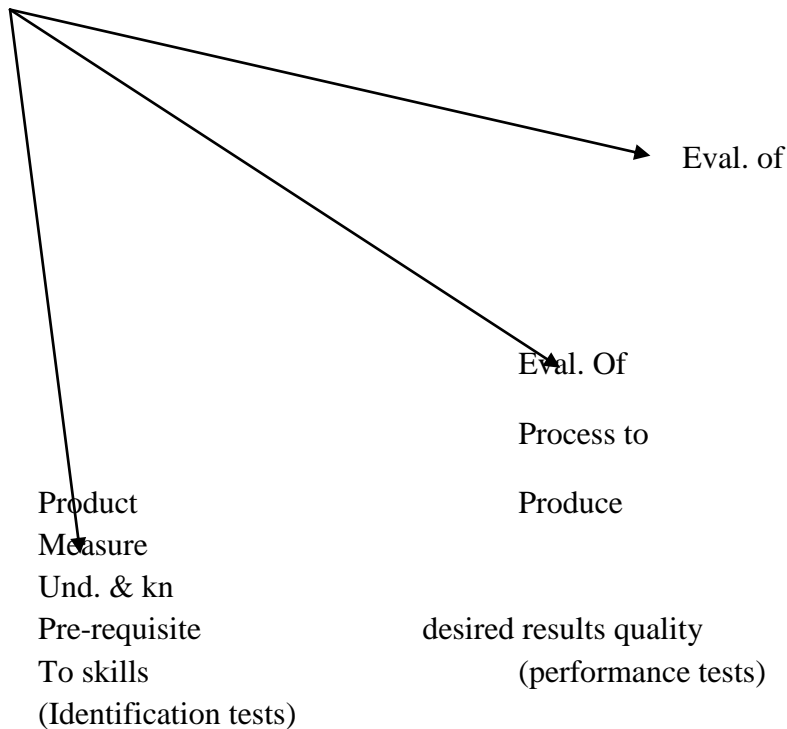 Eval. of
Eval. Of
Process to
Product Produce
Measure
Und. & kn
Pre-requisite desired results quality
To skills (performance tests)
(Identification tests)